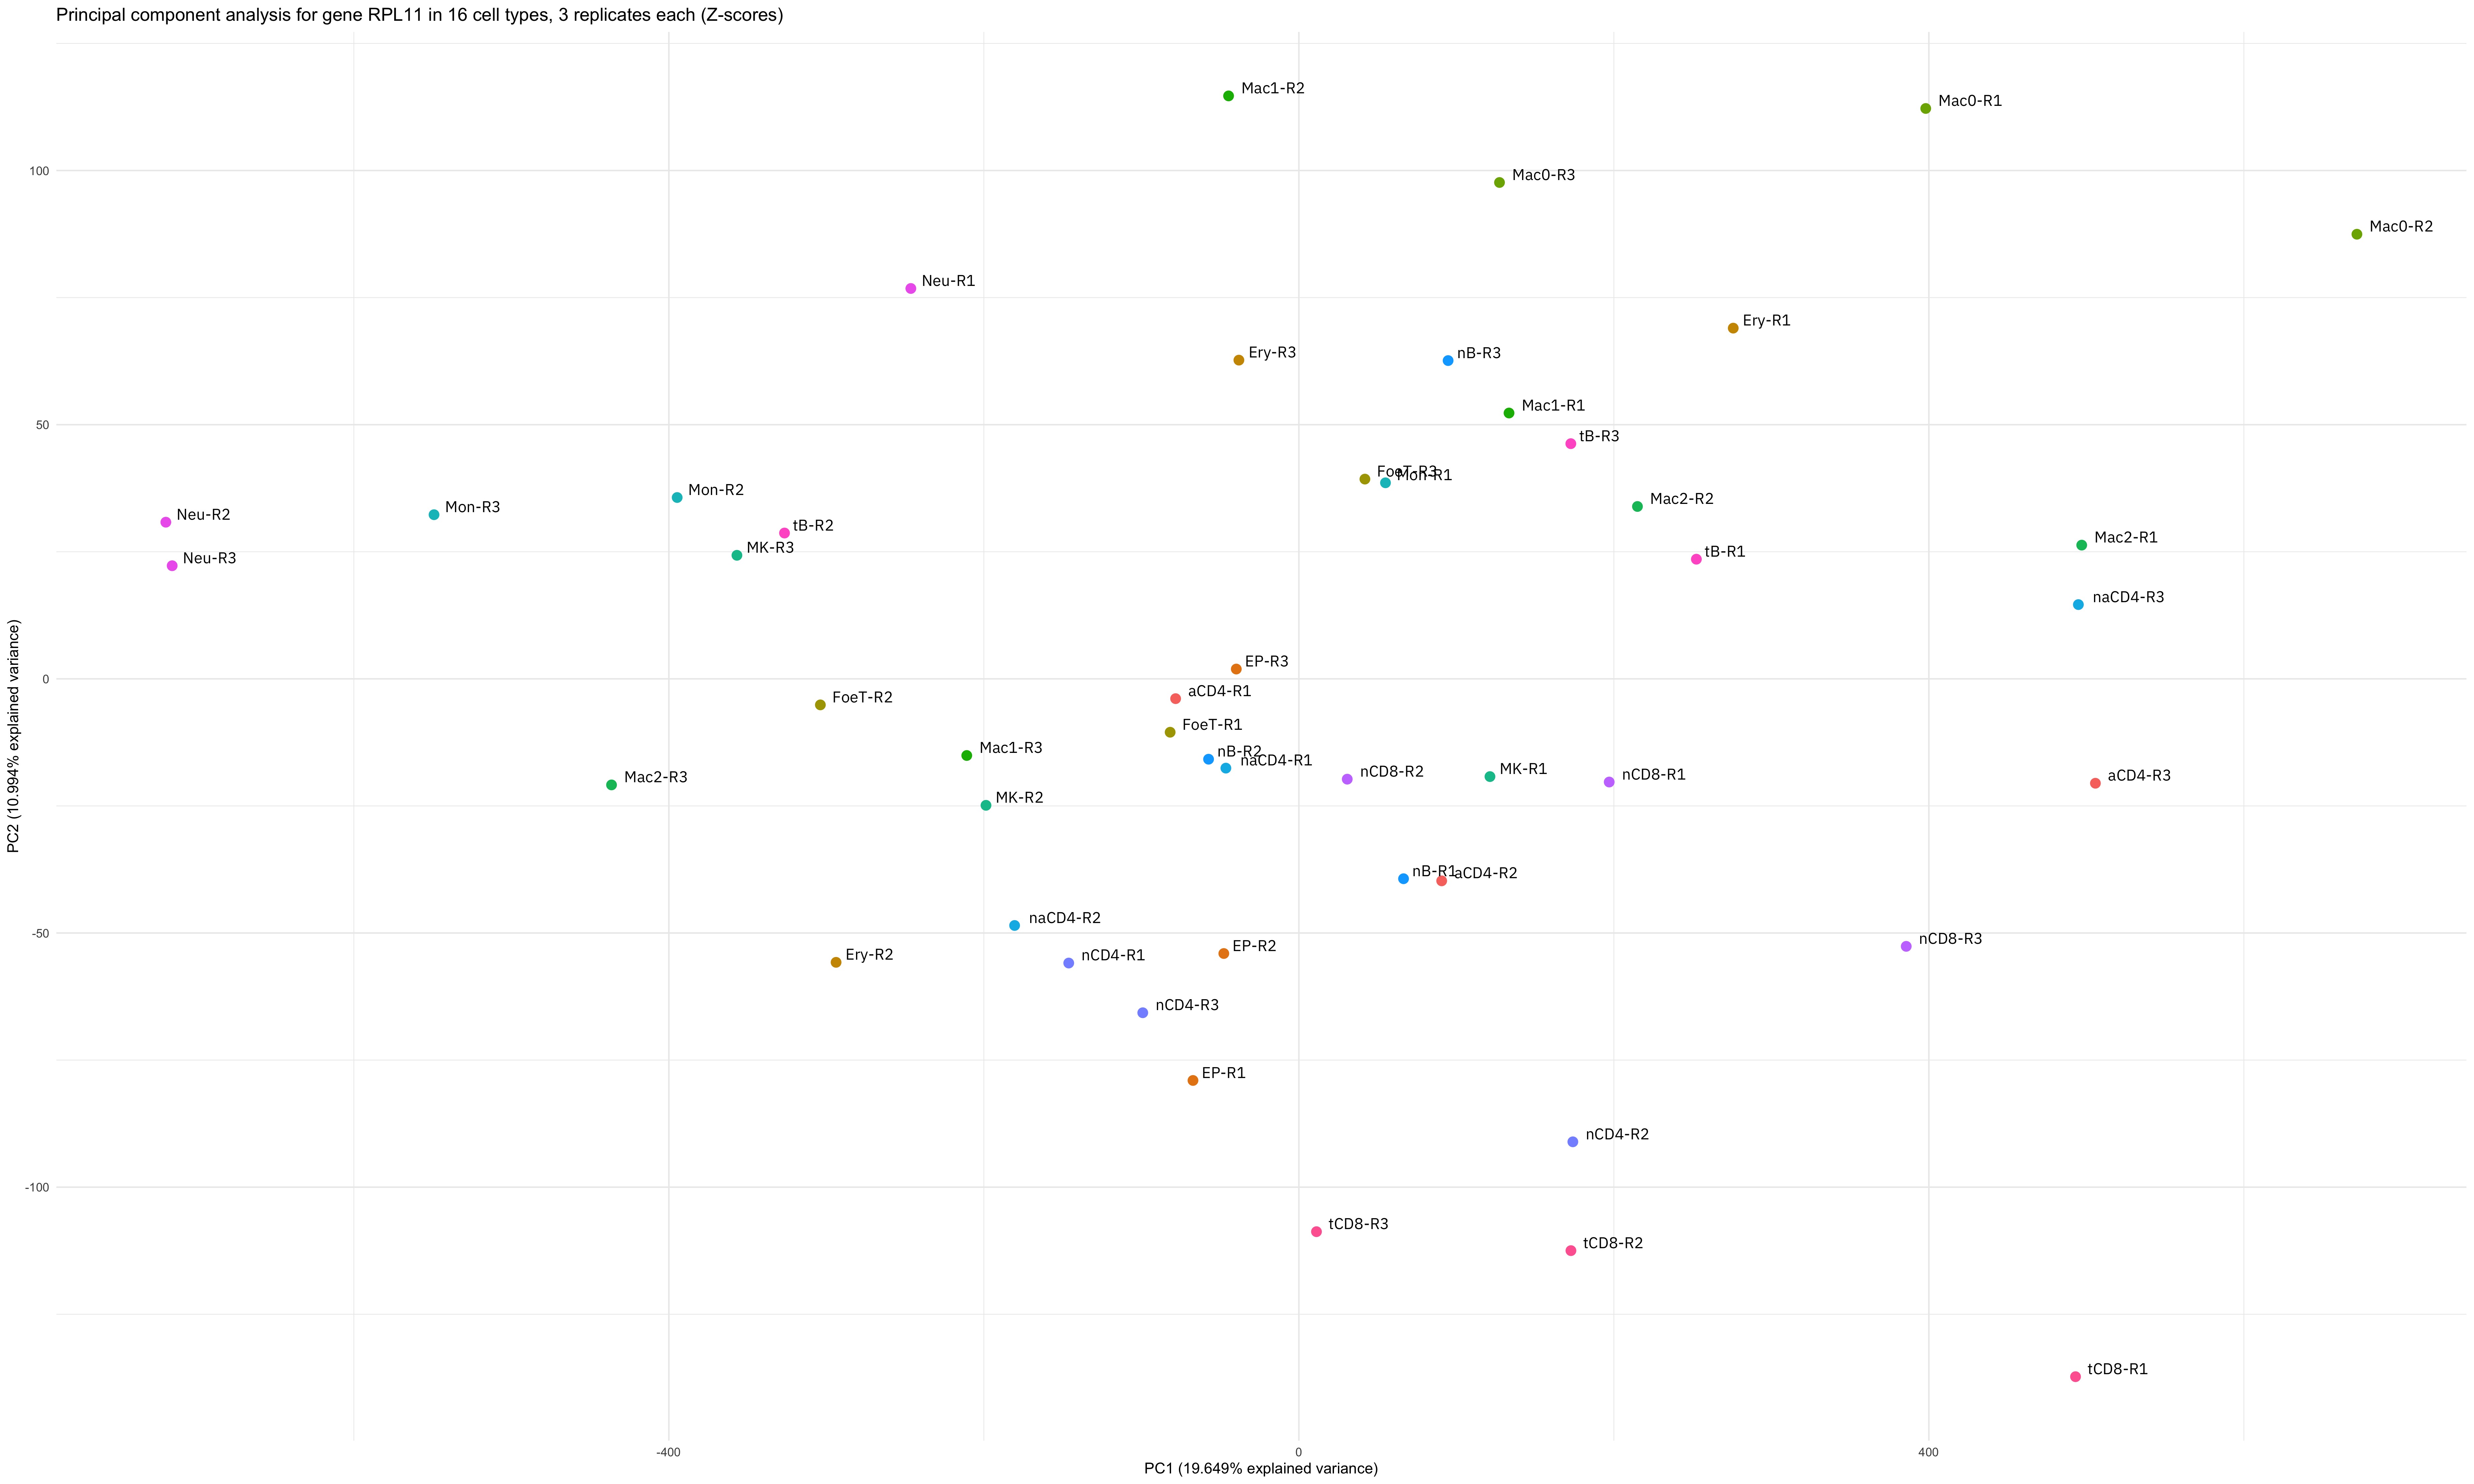 Principal component analysis for gene RPL11 in 16 cell types, 3 replicates each (Z-scores)
Mac1-R2
Mac0-R1
100
Mac0-R3
Mac0-R2
Neu-R1
Ery-R1
Ery-R3
nB-R3
Mac1-R1
50
tB-R3
FoeT-R3
Mon-R1
Mon-R2
Mac2-R2
Mon-R3
Neu-R2
tB-R2
Mac2-R1
MK-R3
tB-R1
Neu-R3
naCD4-R3
EP-R3
0
aCD4-R1
FoeT-R2
FoeT-R1
Mac1-R3
nB-R2
naCD4-R1
MK-R1
nCD8-R2
nCD8-R1
aCD4-R3
Mac2-R3
MK-R2
nB-R1
aCD4-R2
naCD4-R2
-50
nCD8-R3
EP-R2
Ery-R2
nCD4-R1
nCD4-R3
EP-R1
nCD4-R2
-100
tCD8-R3
tCD8-R2
tCD8-R1
PC2 (10.994% explained variance)
-400
0
400
PC1 (19.649% explained variance)